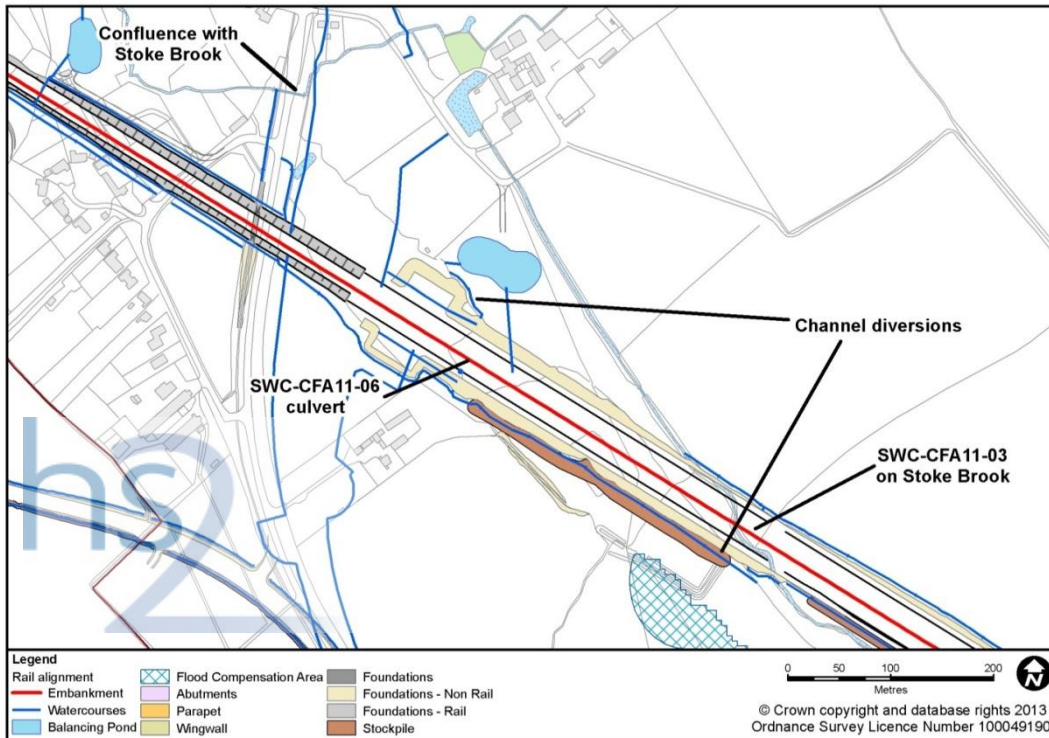 Confluence with
Stoke Brook
Channel diversions
SWC-CFA11-06
culvert
SWC-CFA11-03
on Stoke Brook
hs2
Legend
Rail alignment
Embankment
Watercourses
Balancing Pond
Flood Compensation Area
Abutments
Parapet
Wingwall
Foundations
Foundations - Non Rail
Foundations - Rail
Stockpile
0 50 100 200
Metres
N
© Crown copyright and database rights 2013
Ordnance Survey Licence Number 100049190